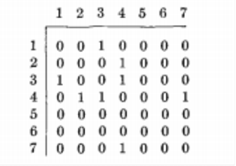 1 2 3 4 5 6 7
1 0 0 1 0 0 0 0
2 0 0 0 1 0 0 0
3 1 0 0 1 0 0 0
4 0 1 1 0 0 0 1
5 0 0 0 0 0 0 0
6 0 0 0 0 0 0 0
7 0 0 0 1 0 0 0